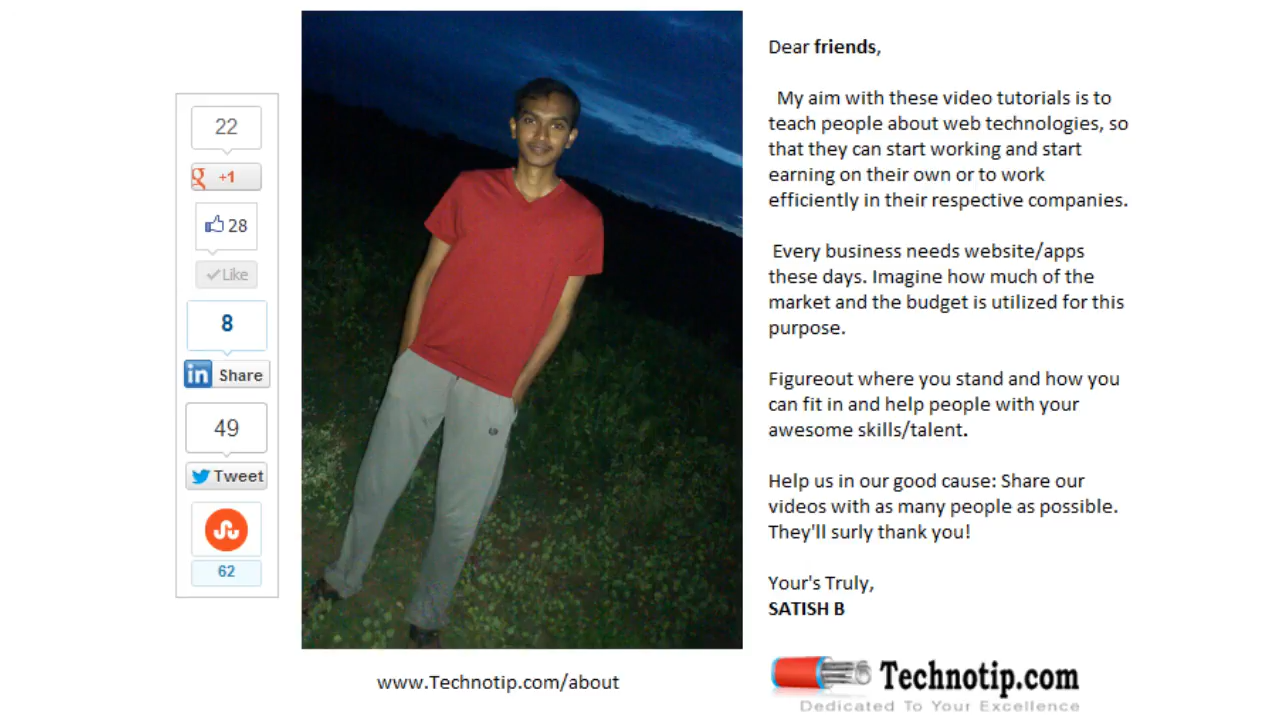 22
+1
28
Like
8
in Share
49
Tweet
62
www.Technotip.com/about
Dear friends,
My aim with these video tutorials is to
teach people about web technologies, so
that they can start working and start
earning on their own or to work
efficiently in their respective companies.
Every business needs website/apps
these days. Imagine how much of the
market and the budget is utilized for this
purpose.
Figureout where you stand and how you
can fit in and help people with your
awesome skills/talent.
Help us in our good cause: Share our
videos with as many people as possible.
They'll surly thank you!
Your's Truly,
SATISH B
Technotip.com
Dedicated To Your Excellence